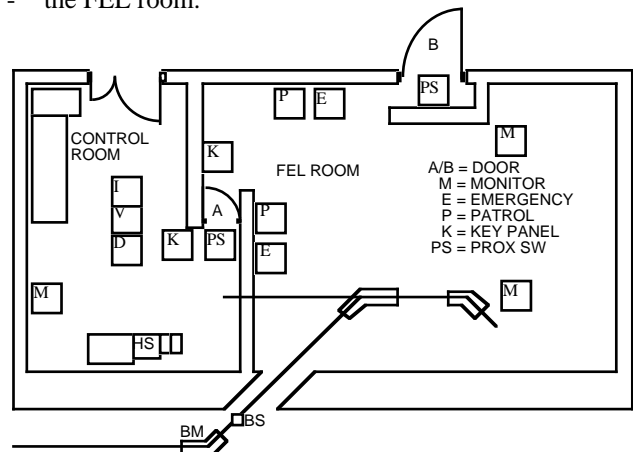 - the FEL room.
B
A
PS
P E
M
CONTROL
ROOM
K
FEL ROOM
A/B = DOOR
M = MONITOR
E = EMERGENCY
P = PATROL
K = KEY PANEL
PS = PROX SW
I
V
D
K
PS
P
E
M
M
HS
BS
BM